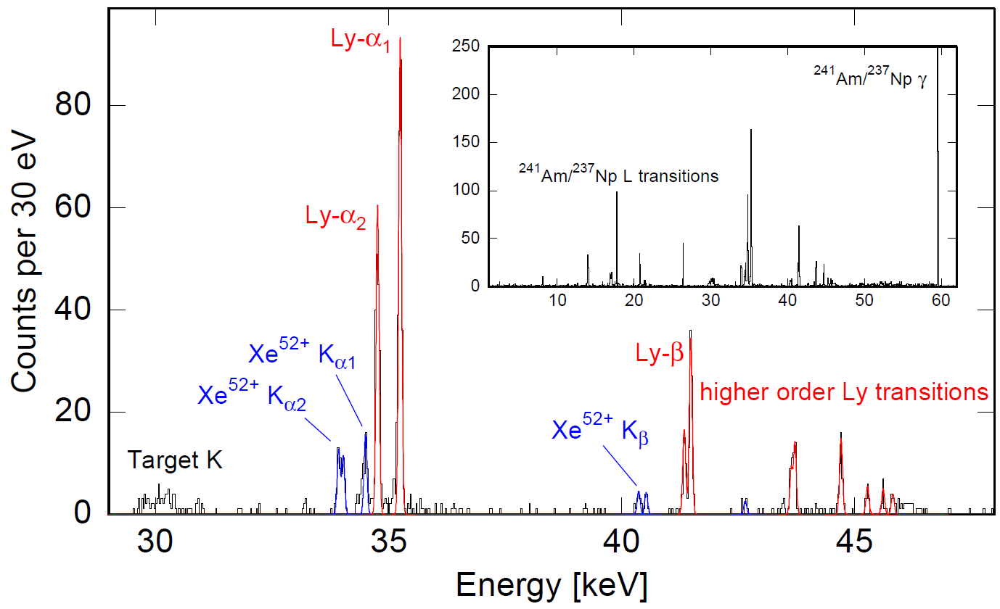 Ly-α₁
250
²⁴¹Am/²³⁷Np γ
200
80
150
²⁴¹Am/²³⁷Np L transitions
100
Ly-α₂
60
50
0
10 20 30 40 50 60
40
Xe⁵²⁺ Kα1
Ly-β
Xe⁵²⁺ Kα2
higher order Ly transitions
20
Xe⁵²⁺ Kβ
Target K
0
30 35 40 45
Energy [keV]
Counts per 30 eV